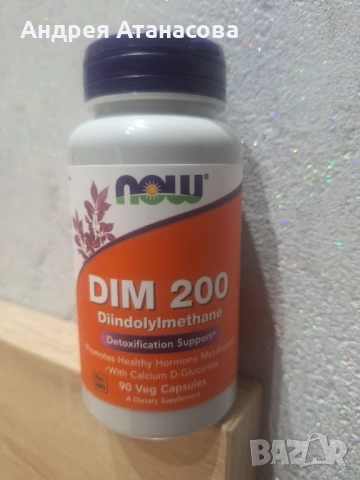 Андрея Атанасова
NOW®
DIM 200
Diindolylmethane
Detoxification Support*
•Promotes Healthy Hormone Metabolism*
•With Calcium D-Glucarate
90 Veg Capsules
A Dietary Supplement
BAZAR